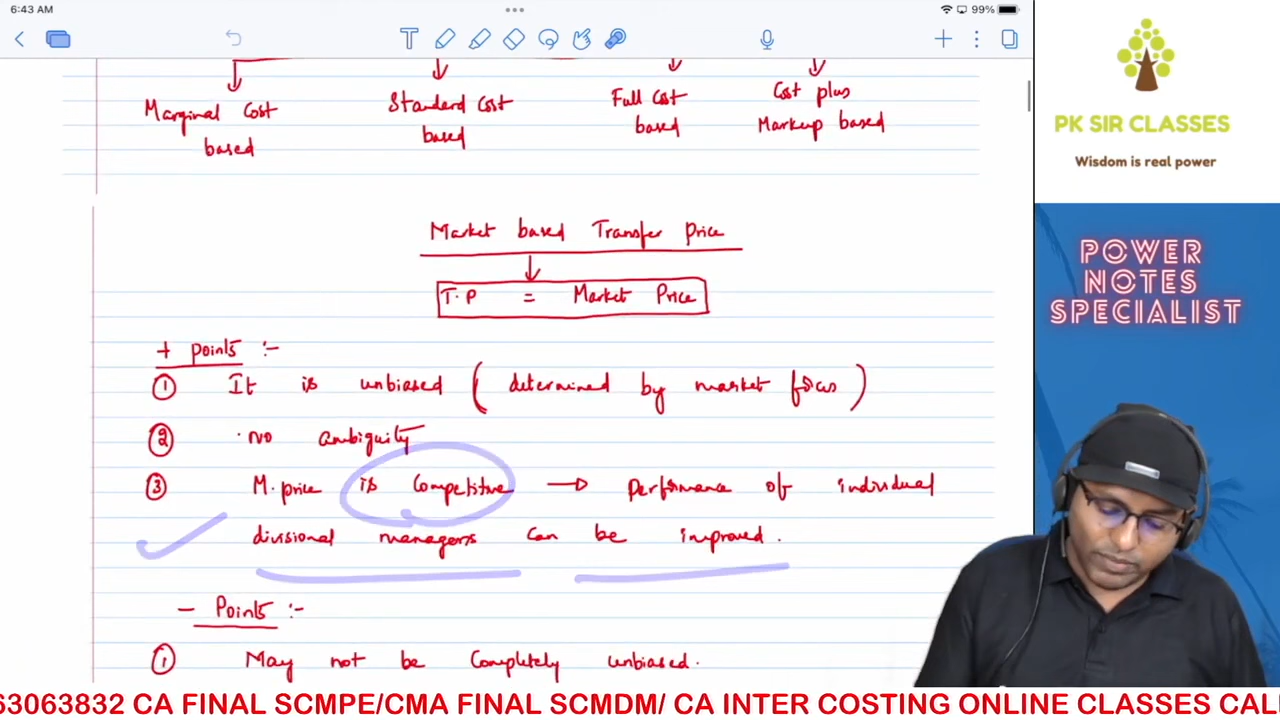 6:43 AM
99%
T
Marginal Cost
based
Standard Cost
based
Full Cost
based
Cost plus
Markup based
Market based Transfer Price
T.P = Market Price
+ points :-
① It is unbiased (determined by market focus)
② no ambiguity
③ M.price is Competitive → Performance of individual
divisional managers can be improved.
- Points :-
① May not be Completely unbiased.
PK SIR CLASSES
Wisdom is real power
POWER
NOTES
SPECIALIST
63063832 CA FINAL SCMPE/CMA FINAL SCMDM/ CA INTER COSTING ONLINE CLASSES CALL